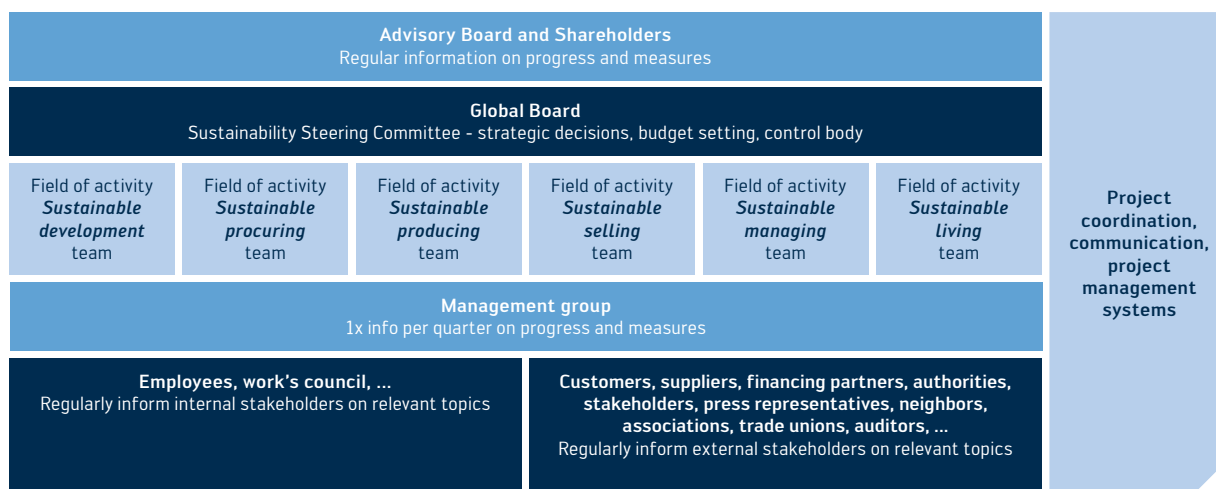 Advisory Board and Shareholders
Regular information on progress and measures
Global Board
Sustainability Steering Committee - strategic decisions, budget setting, control body
Field of activity
Sustainable
development
team
Field of activity
Sustainable
procuring
team
Field of activity
Sustainable
producing
team
Field of activity
Sustainable
selling
team
Field of activity
Sustainable
managing
team
Field of activity
Sustainable
living
team
Management group
1x info per quarter on progress and measures
Employees, work's council, ...
Regularly inform internal stakeholders on relevant topics
Customers, suppliers, financing partners, authorities,
stakeholders, press representatives, neighbors,
associations, trade unions, auditors, ...
Regularly inform external stakeholders on relevant topics
Project
coordination,
communication,
project
management
systems